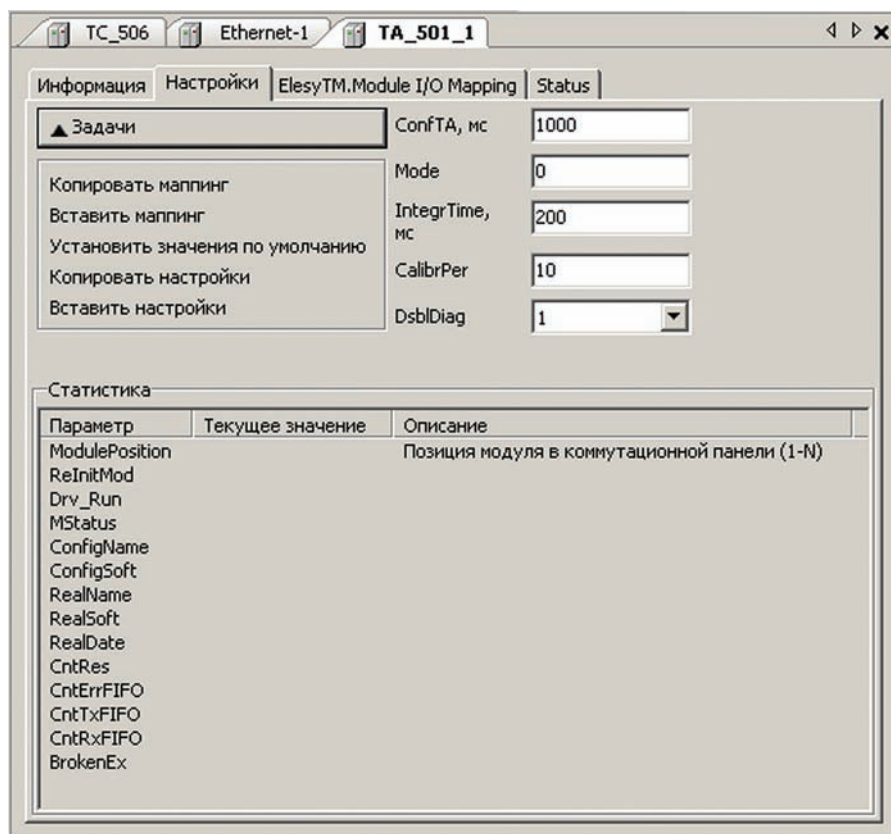 TC_506 Ethernet-1 TA_501_1
Информация Настройки ElesyTM.Module I/O Mapping Status
Задачи
Копировать маппинг
Вставить маппинг
Установить значения по умолчанию
Копировать настройки
Вставить настройки
ConfTA, мс 1000
Mode 0
IntegrTime,
мс 200
CalibrPer 10
DsblDiag 1
Статистика
Параметр Текущее значение Описание
ModulePosition Позиция модуля в коммутационной панели (1-N)
ReInitMod
Drv_Run
MStatus
ConfigName
ConfigSoft
RealName
RealSoft
RealDate
CntRes
CntErrFIFO
CntTxFIFO
CntRxFIFO
BrokenEx